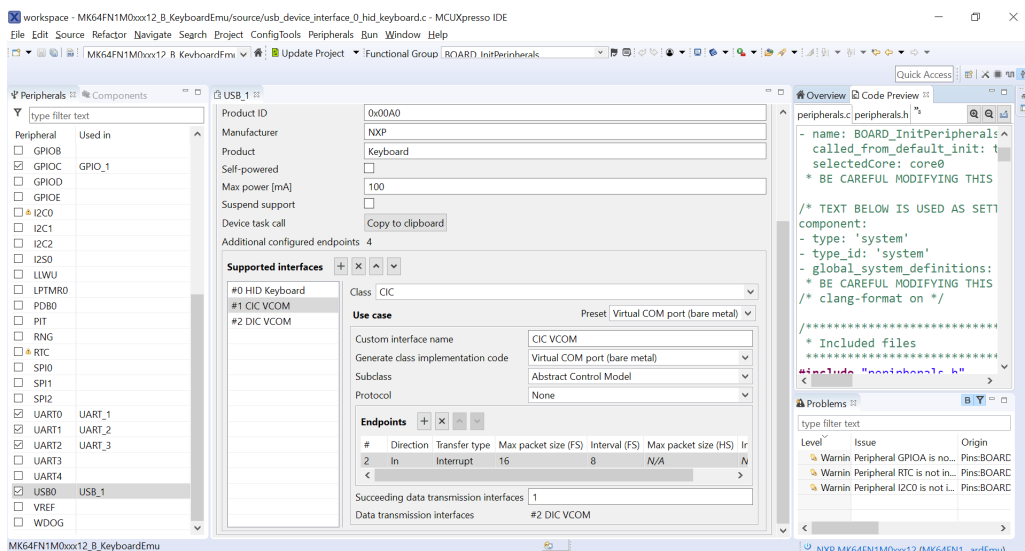 workspace - MK64FN1M0xxx12_B_KeyboardEmu/source/usb_device_interface_0_hid_keyboard.c - MCUXpresso IDE
File Edit Source Refactor Navigate Search Project ConfigTools Peripherals Run Window Help
MK64FN1M0xxx12_B_KeyboardEmu Update Project Functional Group BOARD_InitPeripherals
Quick Access
Peripherals Components
type filter text
Peripheral Used in
GPIOB
GPIOC GPIO_1
GPIOD
GPIOE
I2C0
I2C1
I2C2
I2S0
LLWU
LPTMR0
PDB0
PIT
RNG
RTC
SPI0
SPI1
SPI2
UART0 UART_1
UART1 UART_2
UART2 UART_3
UART3
UART4
USB0 USB_1
VREF
WDOG
USB_1
Product ID 0x00A0
Manufacturer NXP
Product Keyboard
Self-powered
Max power [mA] 100
Suspend support
Device task call Copy to clipboard
Additional configured endpoints 4
Supported interfaces
#0 HID Keyboard
#1 CIC VCOM
#2 DIC VCOM
Class CIC
Use case Preset Virtual COM port (bare metal)
Custom interface name CIC VCOM
Generate class implementation code Virtual COM port (bare metal)
Subclass Abstract Control Model
Protocol None
Endpoints
# Direction Transfer type Max packet size (FS) Interval (FS) Max packet size (HS) Ir
2 In Interrupt 16 8 N/A N
Succeeding data transmission interfaces 1
Data transmission interfaces #2 DIC VCOM
Overview Code Preview
peripherals.c peripherals.h
- name: BOARD_InitPeripherals
called_from_default_init: t
selectedCore: core0
* BE CAREFUL MODIFYING THIS
/* TEXT BELOW IS USED AS SETT
component:
- type: 'system'
- type_id: 'system'
- global_system_definitions:
* BE CAREFUL MODIFYING THIS
/* clang-format on */
/*****************************
* Included files
*****************************
#include "peripherals.h"
Problems
type filter text
Level Issue Origin
Warnin Peripheral GPIOA is no... Pins:BOARD
Warnin Peripheral RTC is not in... Pins:BOARD
Warnin Peripheral I2C0 is not i... Pins:BOARD
MK64FN1M0xxx12_B_KeyboardEmu
NXP MK64FN1M0xxx12 (MK64FN1...ardEmu)